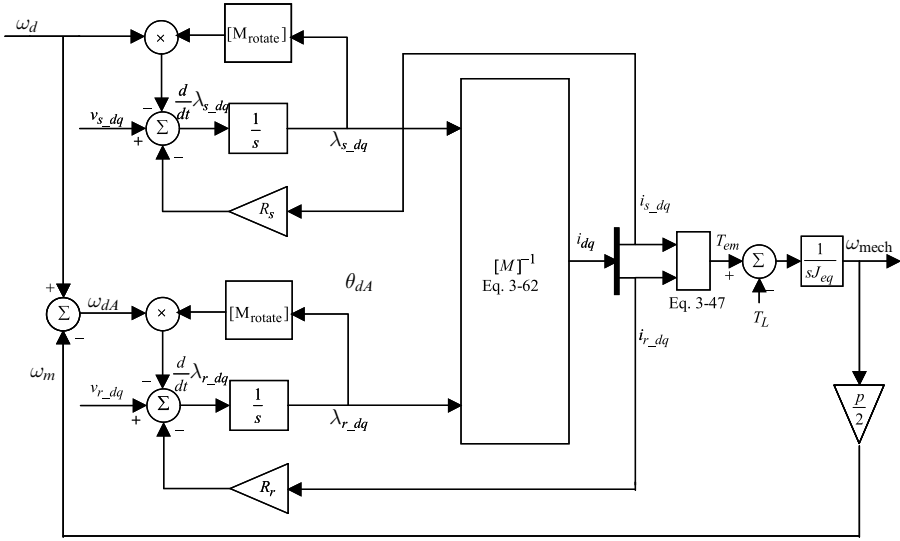 ω_d
×
[M_rotate]
−
d/dt λ_s_dq
v_s_dq
+
Σ
−
1/s
λ_s_dq
R_s
i_s_dq
[M]^−1
Eq. 3-62
i_dq
Eq. 3-47
T_em
+
Σ
−
T_L
1/sJ_eq
ω_mech
+
Σ
−
ω_dA
×
[M_rotate]
θ_dA
i_r_dq
ω_m
−
d/dt λ_r_dq
v_r_dq
+
Σ
−
1/s
λ_r_dq
p/2
R_r